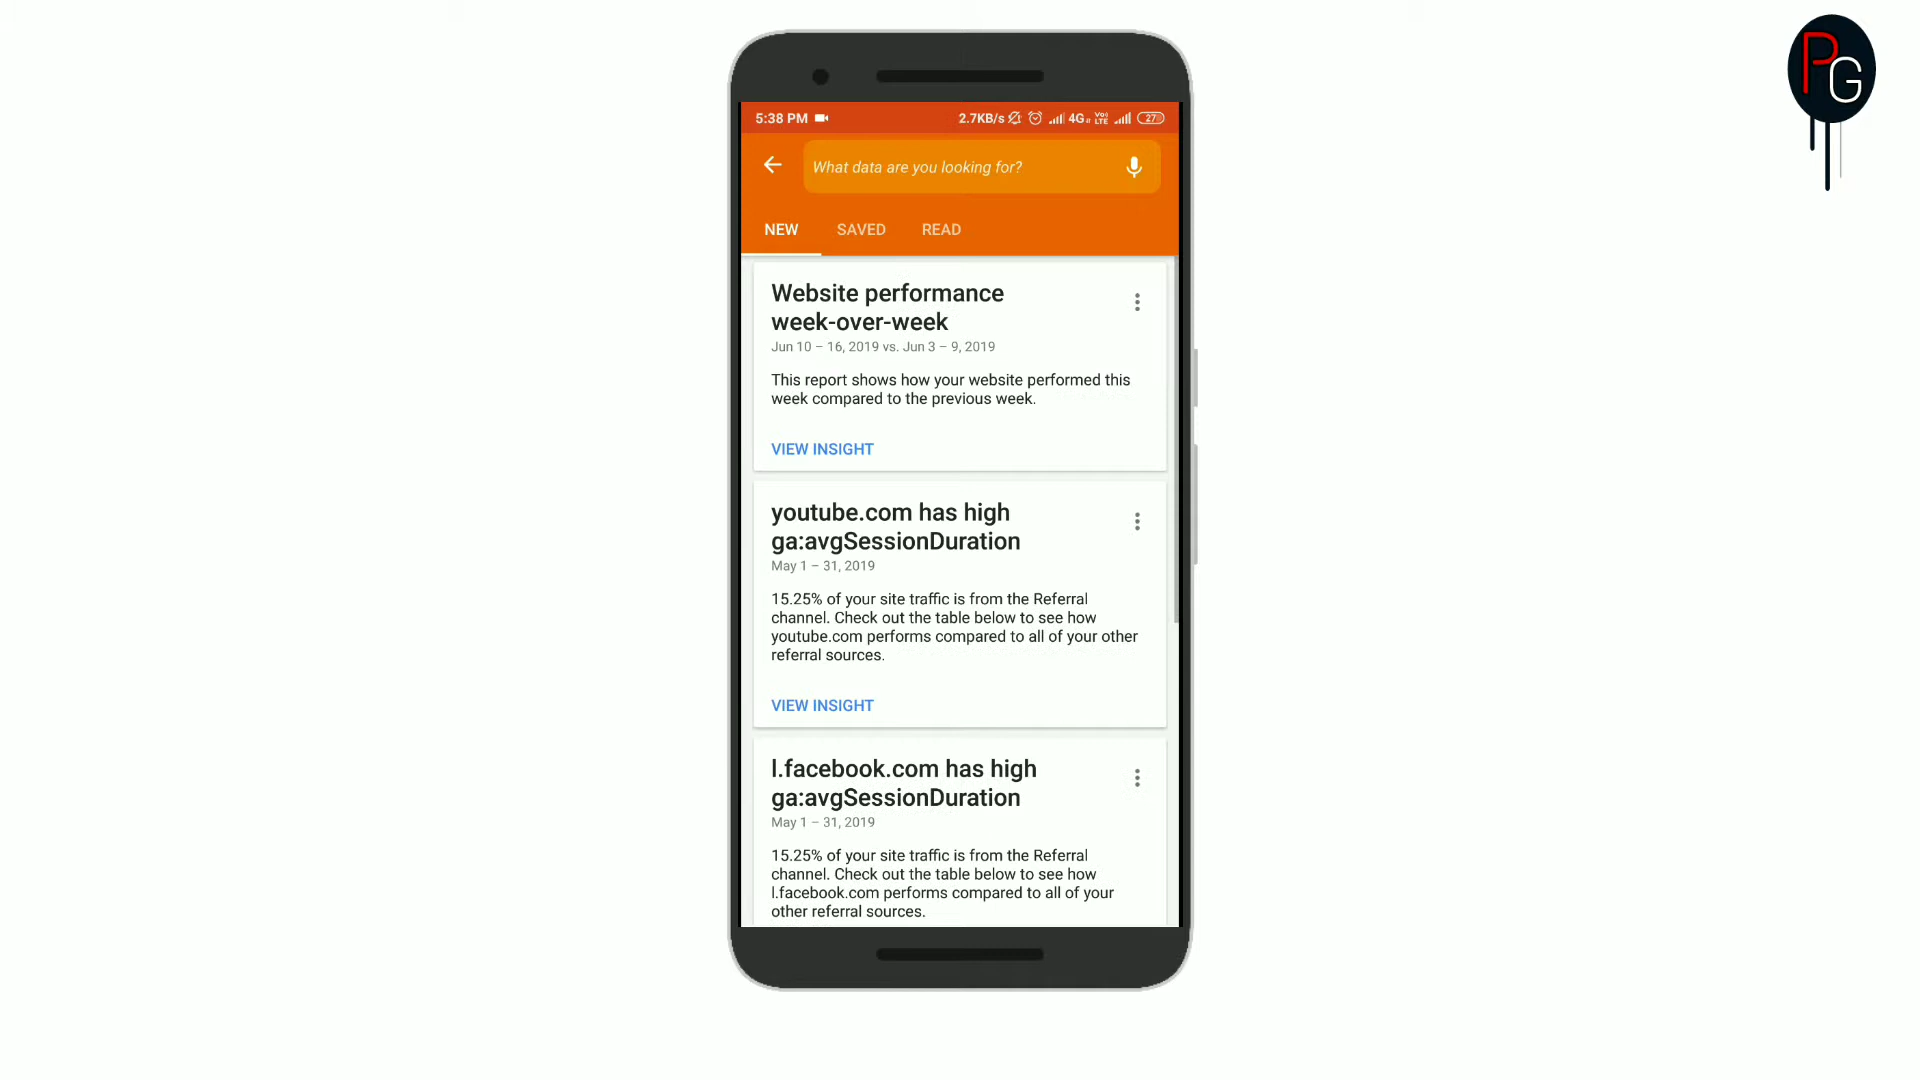 PG
5:38 PM 2.7KB/s 4G VoLTE 27
What data are you looking for?
NEW SAVED READ
Website performance
week-over-week
Jun 10 – 16, 2019 vs. Jun 3 – 9, 2019
This report shows how your website performed this
week compared to the previous week.
VIEW INSIGHT
youtube.com has high
ga:avgSessionDuration
May 1 – 31, 2019
15.25% of your site traffic is from the Referral
channel. Check out the table below to see how
youtube.com performs compared to all of your other
referral sources.
VIEW INSIGHT
l.facebook.com has high
ga:avgSessionDuration
May 1 – 31, 2019
15.25% of your site traffic is from the Referral
channel. Check out the table below to see how
l.facebook.com performs compared to all of your
other referral sources.